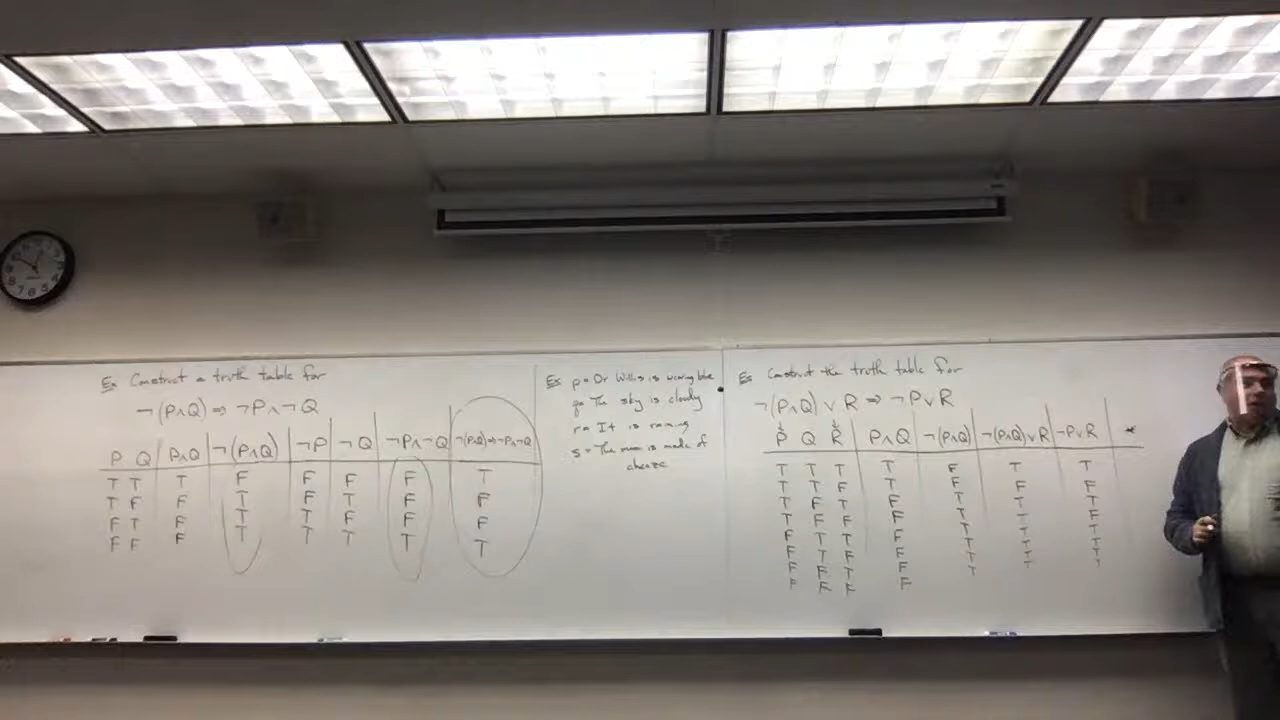 Ex Construct a truth table for
¬(P∧Q) ⇒ ¬P∧¬Q
P Q P∧Q ¬(P∧Q) ¬P ¬Q ¬P∧¬Q ¬(P∧Q)⇒¬P∧¬Q
T T T F F F F T
T F F T F T F F
F T F T T F F F
F F F T T T T T
Ex p = Dr Willis is wearing blue
q = The sky is cloudy
r = It is raining
s = The moon is made of
cheese
Ex Construct the truth table for
¬(P∧Q) ∨ R ⇒ ¬P∨R
P Q R P∧Q ¬(P∧Q) ¬(P∧Q)∨R ¬P∨R *
T T T T F T T
T T F T F F F
T F T F T T T
T F F F T T F
F T T F T T T
F T F F T T T
F F T F T T T
F F F F T T T